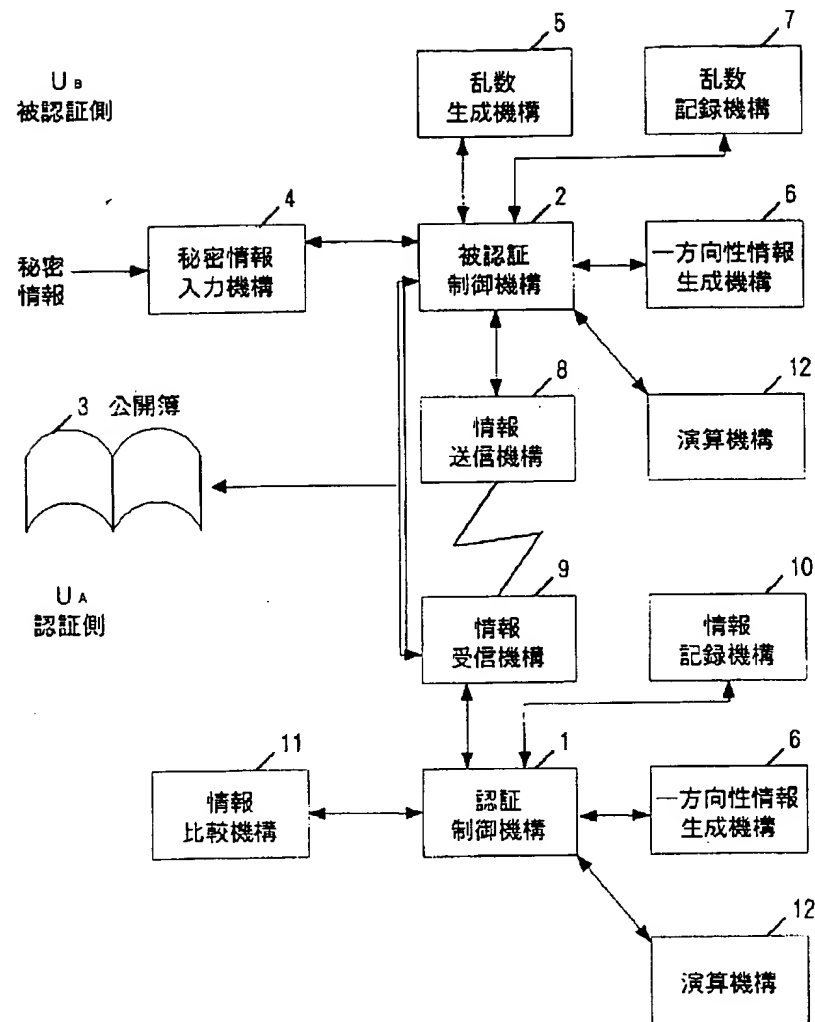 5
7
U B
被認証側
乱数
生成機構
乱数
記録機構
4
2
6
秘密
情報
秘密情報
入力機構
被認証
制御機構
一方向性情報
生成機構
3 公開簿
8
12
情報
送信機構
演算機構
U A
認証側
9
10
情報
受信機構
情報
記録機構
11
1
6
情報
比較機構
認証
制御機構
一方向性情報
生成機構
12
演算機構